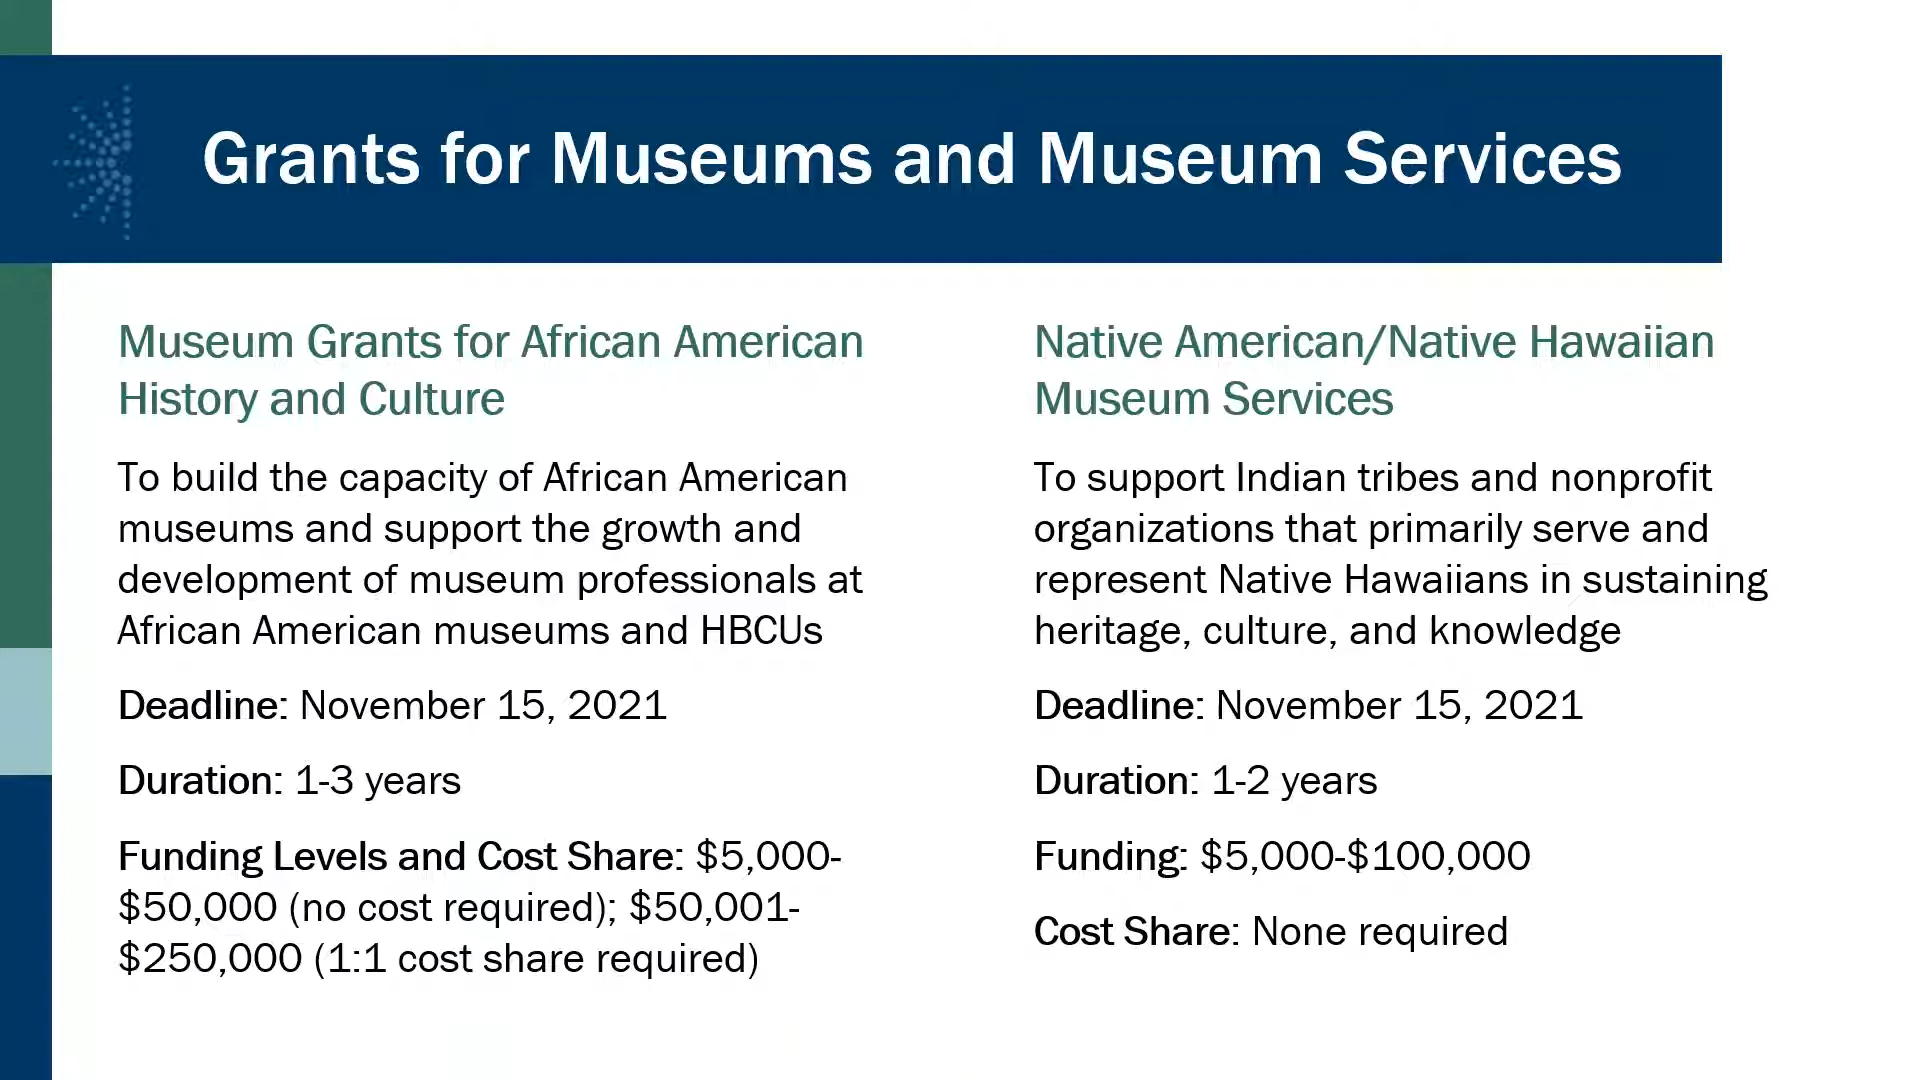 Grants for Museums and Museum Services
Museum Grants for African American
History and Culture
To build the capacity of African American
museums and support the growth and
development of museum professionals at
African American museums and HBCUs
Deadline: November 15, 2021
Duration: 1-3 years
Funding Levels and Cost Share: $5,000-
$50,000 (no cost required); $50,001-
$250,000 (1:1 cost share required)
Native American/Native Hawaiian
Museum Services
To support Indian tribes and nonprofit
organizations that primarily serve and
represent Native Hawaiians in sustaining
heritage, culture, and knowledge
Deadline: November 15, 2021
Duration: 1-2 years
Funding: $5,000-$100,000
Cost Share: None required